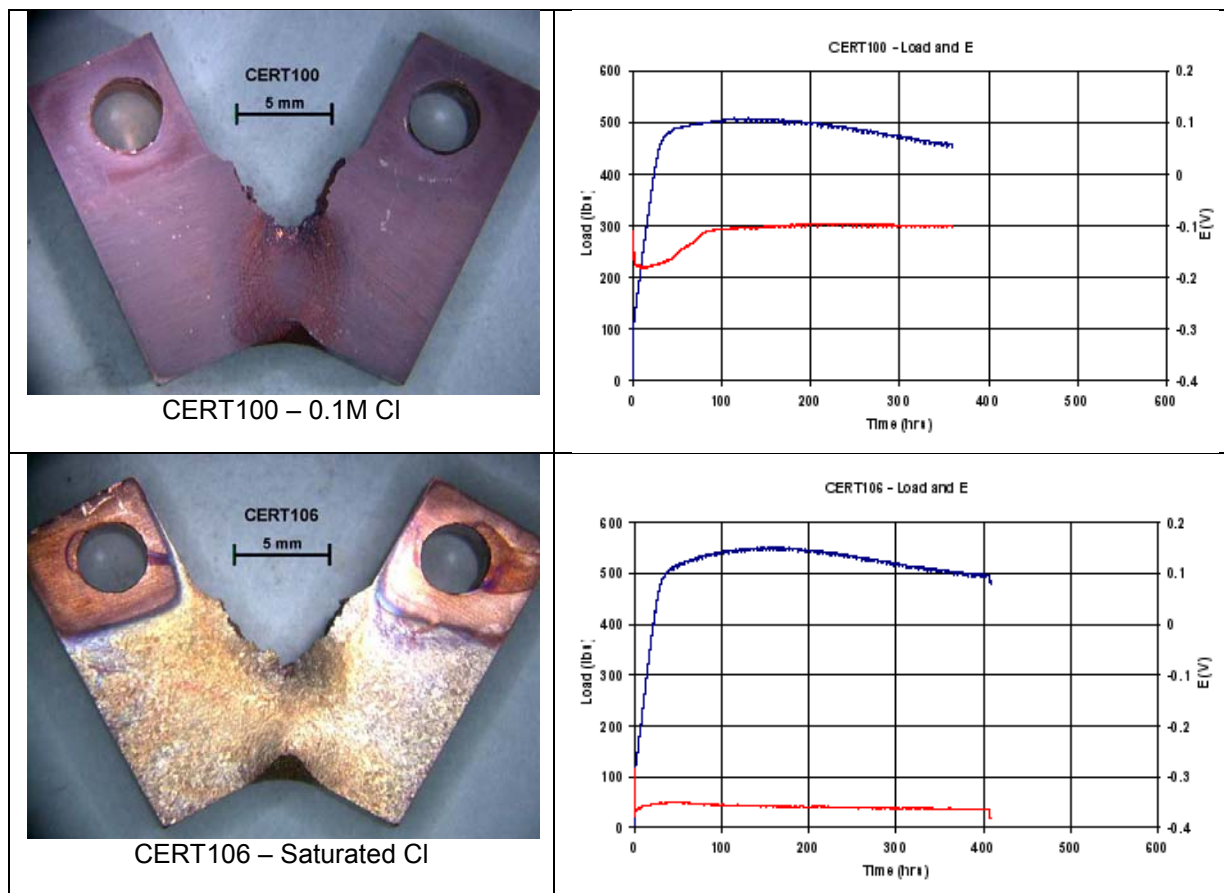 CERT100
5 mm
CERT100 – 0.1M Cl
CERT100 - Load and E
600
500
400
300
200
100
0
Load (lbs)
0.2
0.1
0
-0.1
-0.2
-0.3
-0.4
E (V)
0 100 200 300 400 500 600
Time (hrs)
CERT106
5 mm
CERT106 – Saturated Cl
CERT106 - Load and E
600
500
400
300
200
100
0
Load (lbs)
0.2
0.1
0
-0.1
-0.2
-0.3
-0.4
E (V)
0 100 200 300 400 500 600
Time (hrs)